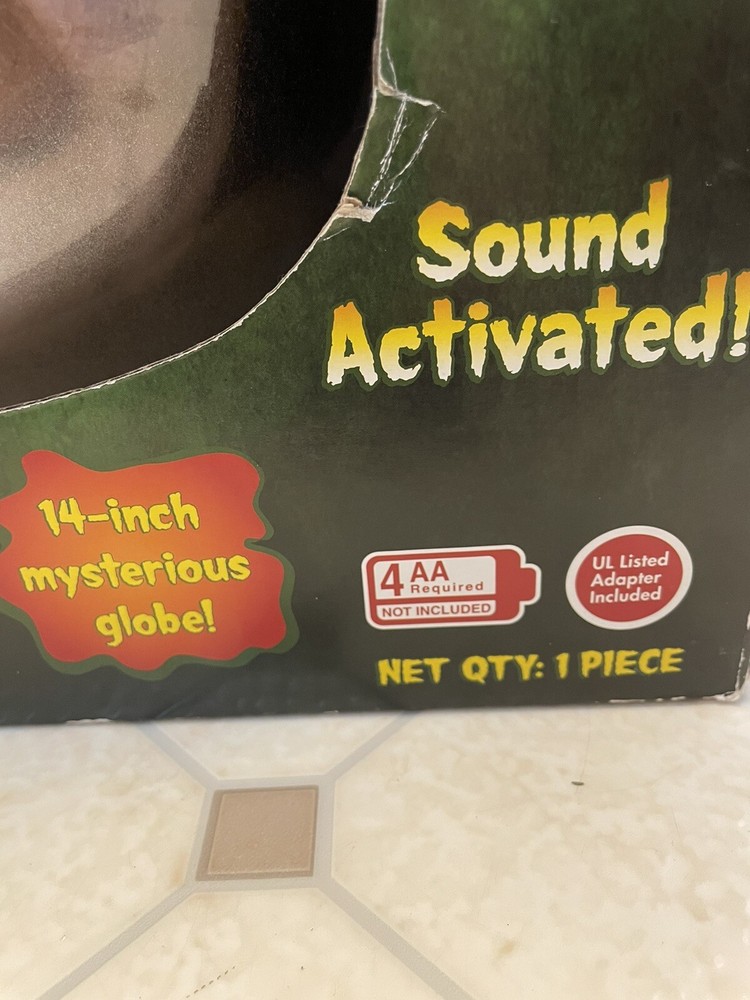 Sound
Activated!
14-inch
mysterious
globe!
4 AA
Required
NOT INCLUDED
UL Listed
Adapter
Included
NET QTY: 1 PIECE